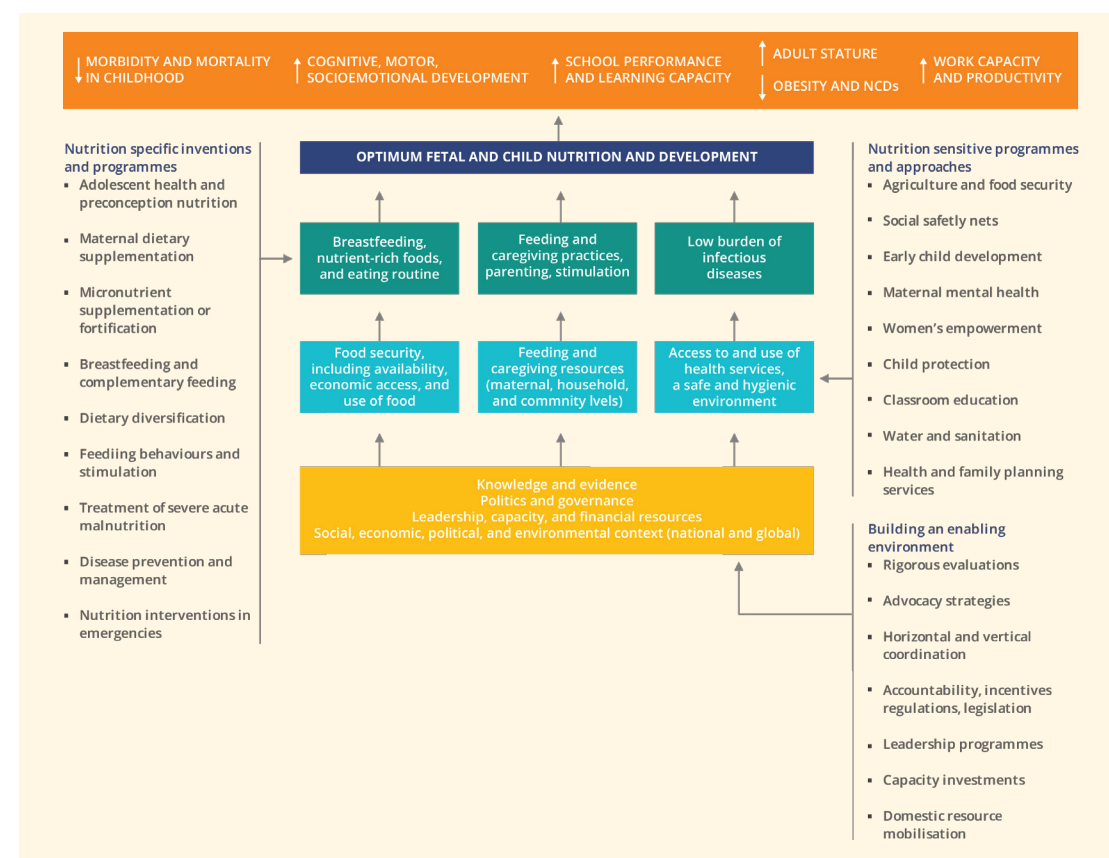 MORBIDITY AND MORTALITY
IN CHILDHOOD
COGNITIVE, MOTOR,
SOCIOEMOTIONAL DEVELOPMENT
SCHOOL PERFORMANCE
AND LEARNING CAPACITY
ADULT STATURE
OBESITY AND NCDs
WORK CAPACITY
AND PRODUCTIVITY
Nutrition specific inventions
and programmes
Adolescent health and
preconception nutrition
Maternal dietary
supplementation
Micronutrient
supplementation or
fortification
Breastfeeding and
complementary feeding
Dietary diversification
Feediing behaviours and
stimulation
Treatment of severe acute
malnutrition
Disease prevention and
management
Nutrition interventions in
emergencies
OPTIMUM FETAL AND CHILD NUTRITION AND DEVELOPMENT
Breastfeeding,
nutrient-rich foods,
and eating routine
Feeding and
caregiving practices,
parenting, stimulation
Low burden of
infectious
diseases
Food security,
including availability,
economic access, and
use of food
Feeding and
caregiving resources
(maternal, household,
and commnity lvels)
Access to and use of
health services,
a safe and hygienic
environment
Knowledge and evidence
Politics and governance
Leadership, capacity, and financial resources
Social, economic, political, and environmental context (national and global)
Nutrition sensitive programmes
and approaches
Agriculture and food security
Social safetly nets
Early child development
Maternal mental health
Women's empowerment
Child protection
Classroom education
Water and sanitation
Health and family planning
services
Building an enabling
environment
Rigorous evaluations
Advocacy strategies
Horizontal and vertical
coordination
Accountability, incentives
regulations, legislation
Leadership programmes
Capacity investments
Domestic resource
mobilisation